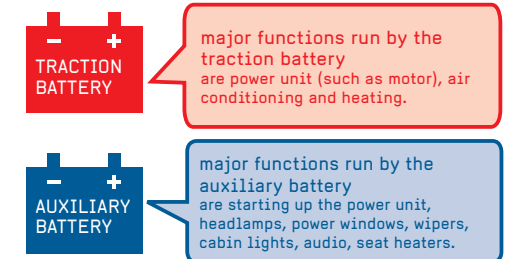 TRACTION
BATTERY
major functions run by the
traction battery
are power unit (such as motor), air
conditioning and heating.
AUXILIARY
BATTERY
major functions run by the
auxiliary battery
are starting up the power unit,
headlamps, power windows, wipers,
cabin lights, audio, seat heaters.